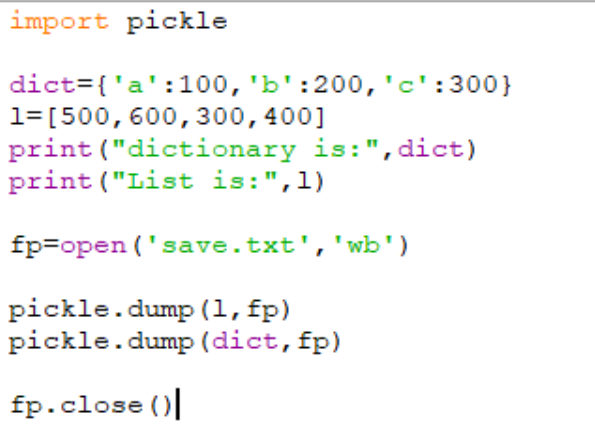 import pickle
dict={'a':100,'b':200,'c':300}
l=[500,600,300,400]
print("dictionary is:",dict)
print("List is:",l)
fp=open('save.txt','wb')
pickle.dump(l,fp)
pickle.dump(dict,fp)
fp.close()